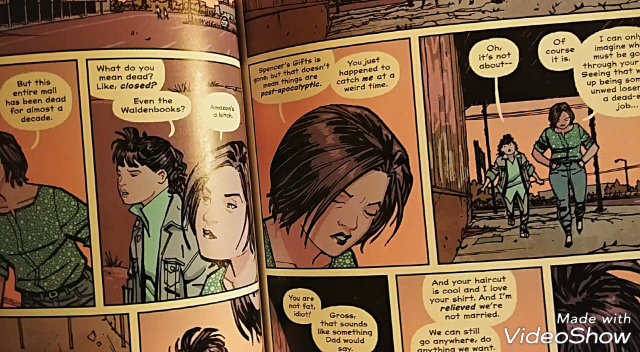 But this
entire mall
has been dead
for almost a
decade.
What do you
mean dead?
Like, closed?
Even the
Waldenbooks?
Amazon's
a bitch.
Spencer's Gifts is
gone, but that doesn't
mean things are
post-apocalyptic.
You just
happened to
catch me at a
weird time.
Oh,
it's not
about--
Of
course
it is.
I can only
imagine wh
must be go
through your
Seeing that y
up being som
unwed loser
a dead-e
job...
You are
not fat,
idiot!
Gross,
that sounds
like something
Dad would
say.
And your haircut
is cool and I love
your shirt. And I'm
relieved we're
not married.
We can still
go anywhere, do
anything we want.
Made with
VideoShow